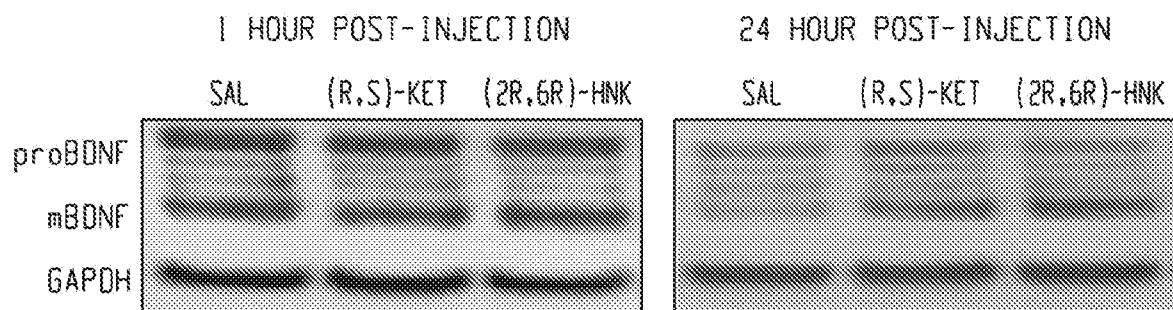 1 HOUR POST-INJECTION 24 HOUR POST-INJECTION
SAL (R,S)-KET (2R,6R)-HNK SAL (R,S)-KET (2R,6R)-HNK
proBDNF
mBDNF
GAPDH